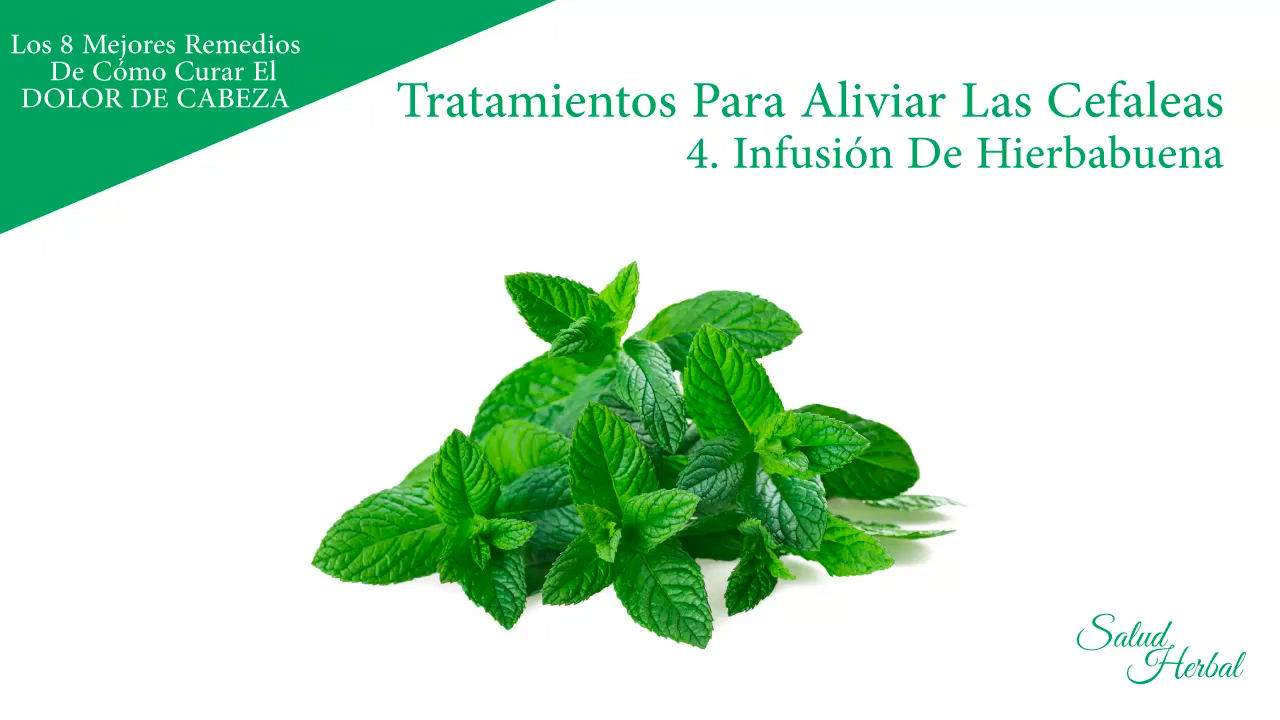 Los 8 Mejores Remedios
De Cómo Curar El
DOLOR DE CABEZA
Tratamientos Para Aliviar Las Cefaleas
4. Infusión De Hierbabuena
Salud
Herbal